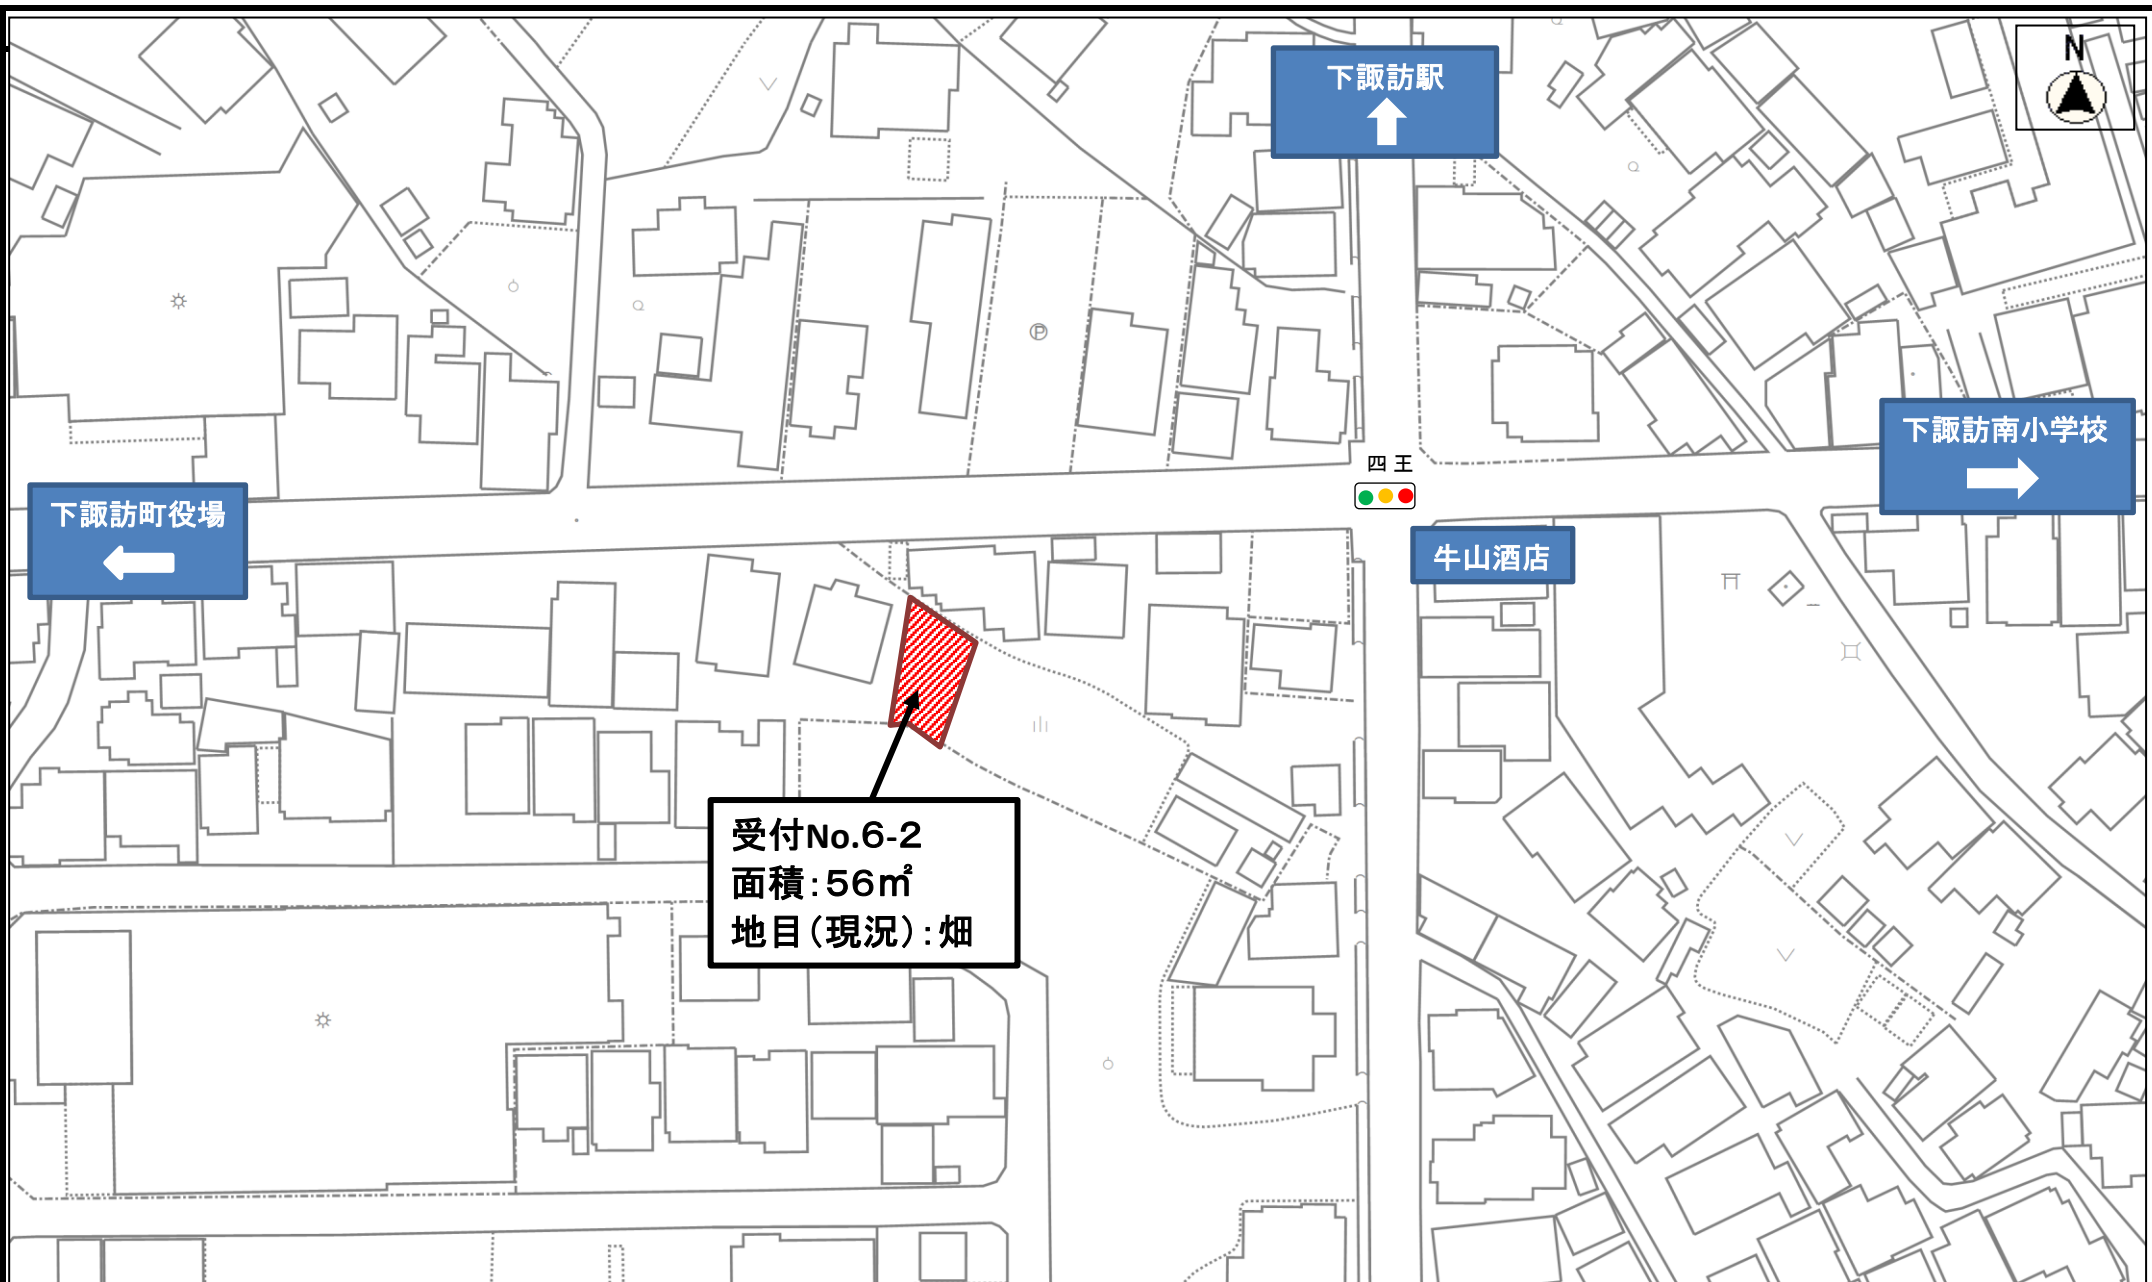 N
下諏訪駅
下諏訪南小学校
四王
下諏訪町役場
牛山酒店
Ⓟ
受付No.6-2
面積:56㎡
地目(現況):畑